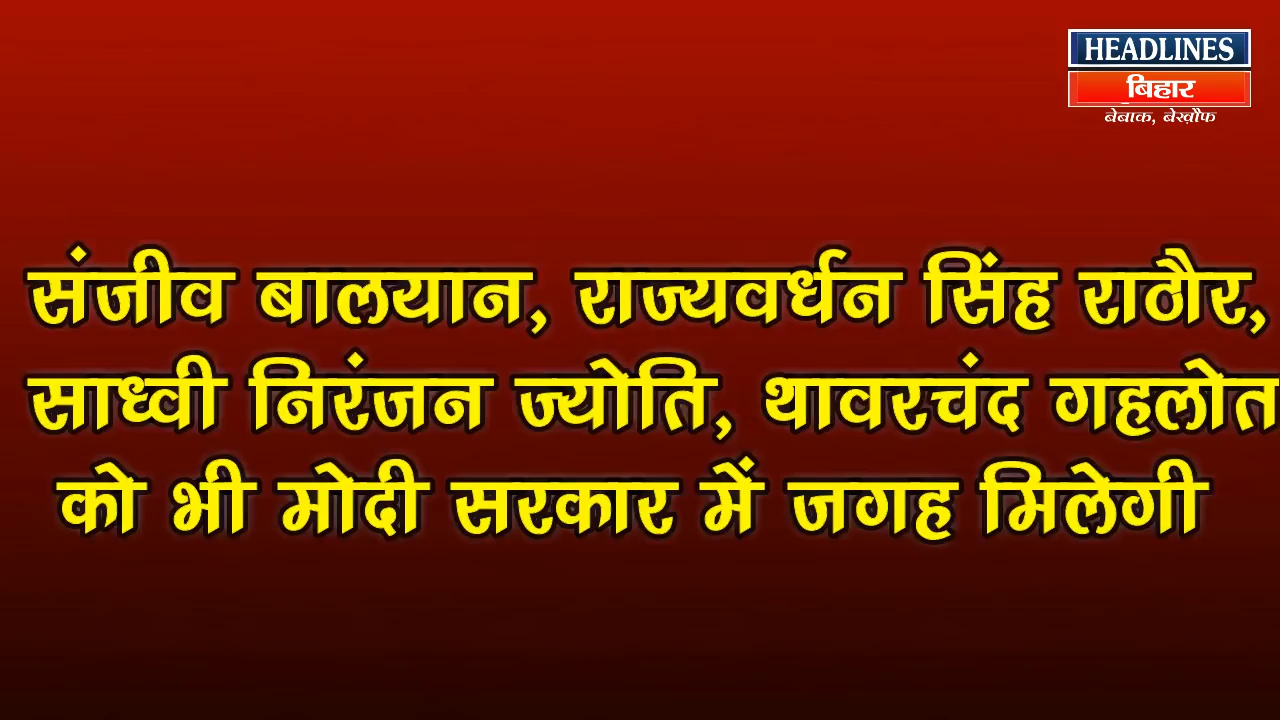 HEADLINES
बिहार
बेबाक, बेख़ौफ
संजीव बालयान, राज्यवर्धन सिंह राठौर,
साध्वी निरंजन ज्योति, थावरचंद गहलोत
को भी मोदी सरकार में जगह मिलेगी